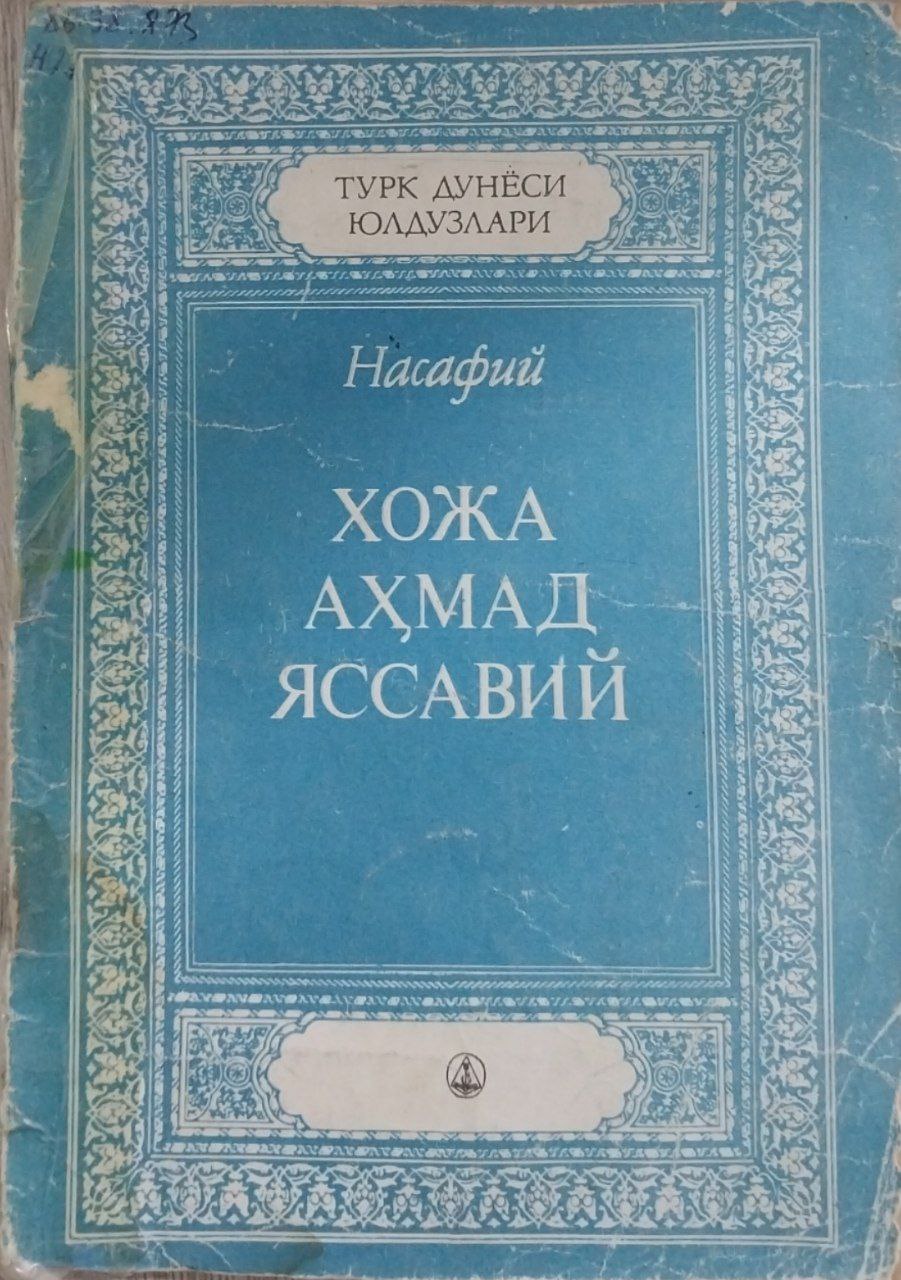 ТУРК ДУНЁСИ
ЮЛДУЗЛАРИ
Насафий
ХОЖА
АҲМАД
ЯССАВИЙ